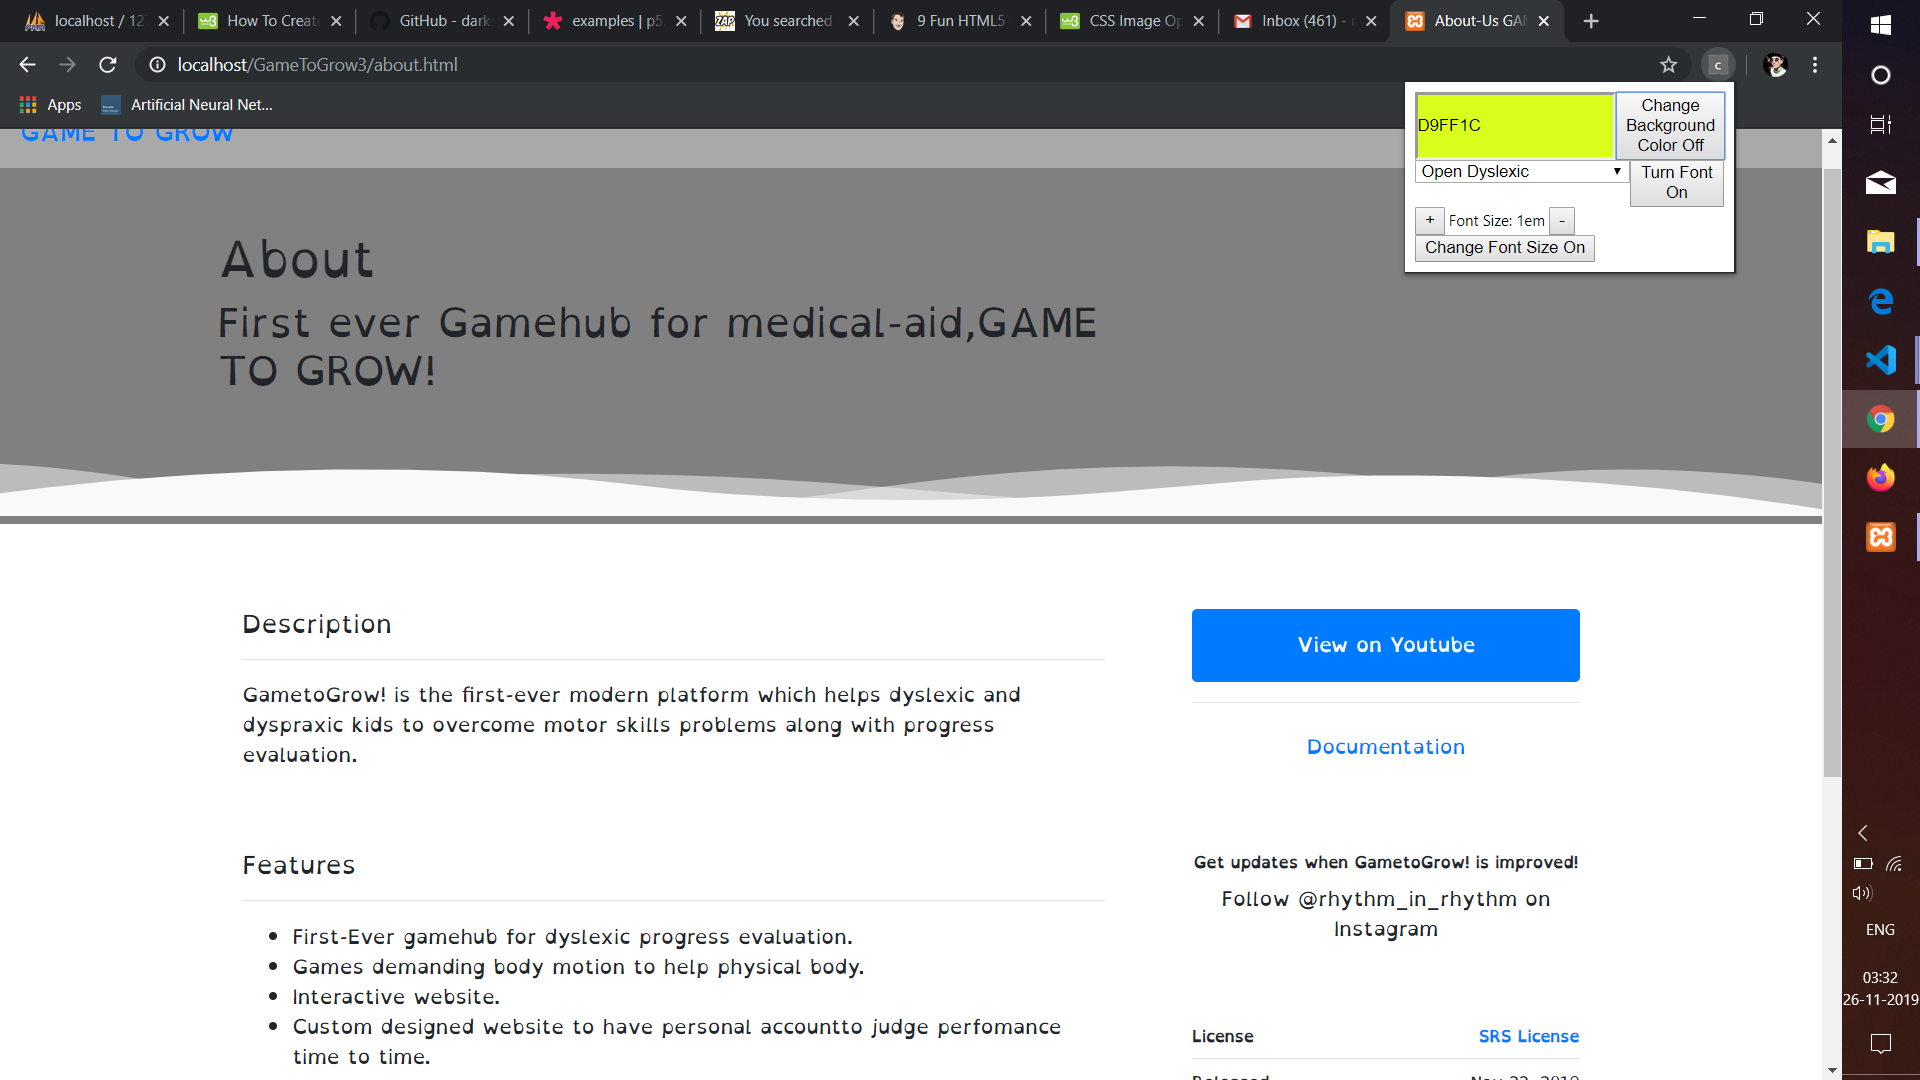 localhost / 12
How To Create
GitHub - dark
examples | p5
You searched
9 Fun HTML5
CSS Image Op
Inbox (461) - r
About-Us GAM
localhost/GameToGrow3/about.html
c
Apps
Artificial Neural Net...
GAME TO GROW
D9FF1C
Change
Background
Color Off
Open Dyslexic
Turn Font
On
+ Font Size: 1em -
Change Font Size On
About
First ever Gamehub for medical-aid,GAME
TO GROW!
Description
GametoGrow! is the first-ever modern platform which helps dyslexic and
dyspraxic kids to overcome motor skills problems along with progress
evaluation.
Features
First-Ever gamehub for dyslexic progress evaluation.
Games demanding body motion to help physical body.
Interactive website.
Custom designed website to have personal accountto judge perfomance
time to time.
View on Youtube
Documentation
Get updates when GametoGrow! is improved!
Follow @rhythm_in_rhythm on
Instagram
License SRS License
Released Nov 22, 2019
ENG
03:32
26-11-2019